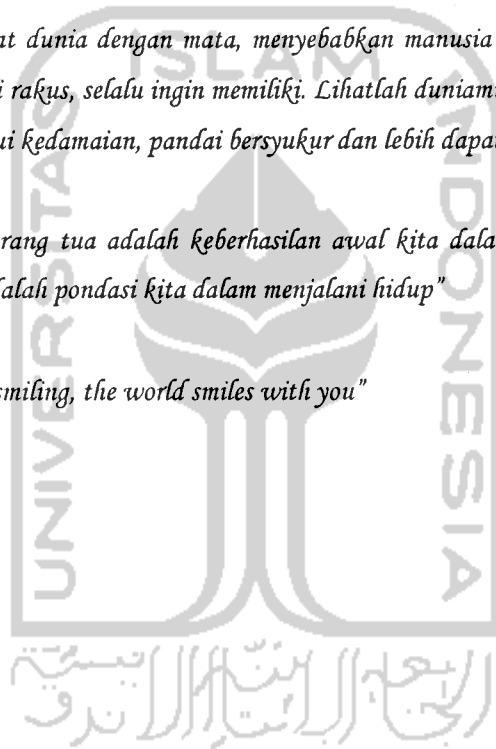 at dunia dengan mata, menyebabkan manusia
i rakus, selalu ingin memiliki. Lihatlah duniam
ui kedamaian, pandai bersyukur dan lebih dapa
rang tua adalah keberhasilan awal kita dala
alah pondasi kita dalam menjalani hidup”
smiling, the world smiles with you”
ISLAM
UNIVERSITAS
INDONESIA